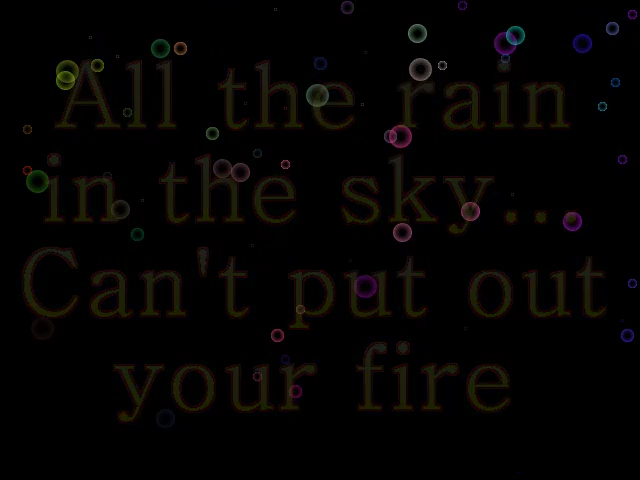 All the rain
in the sky...
Can't put out
your fire